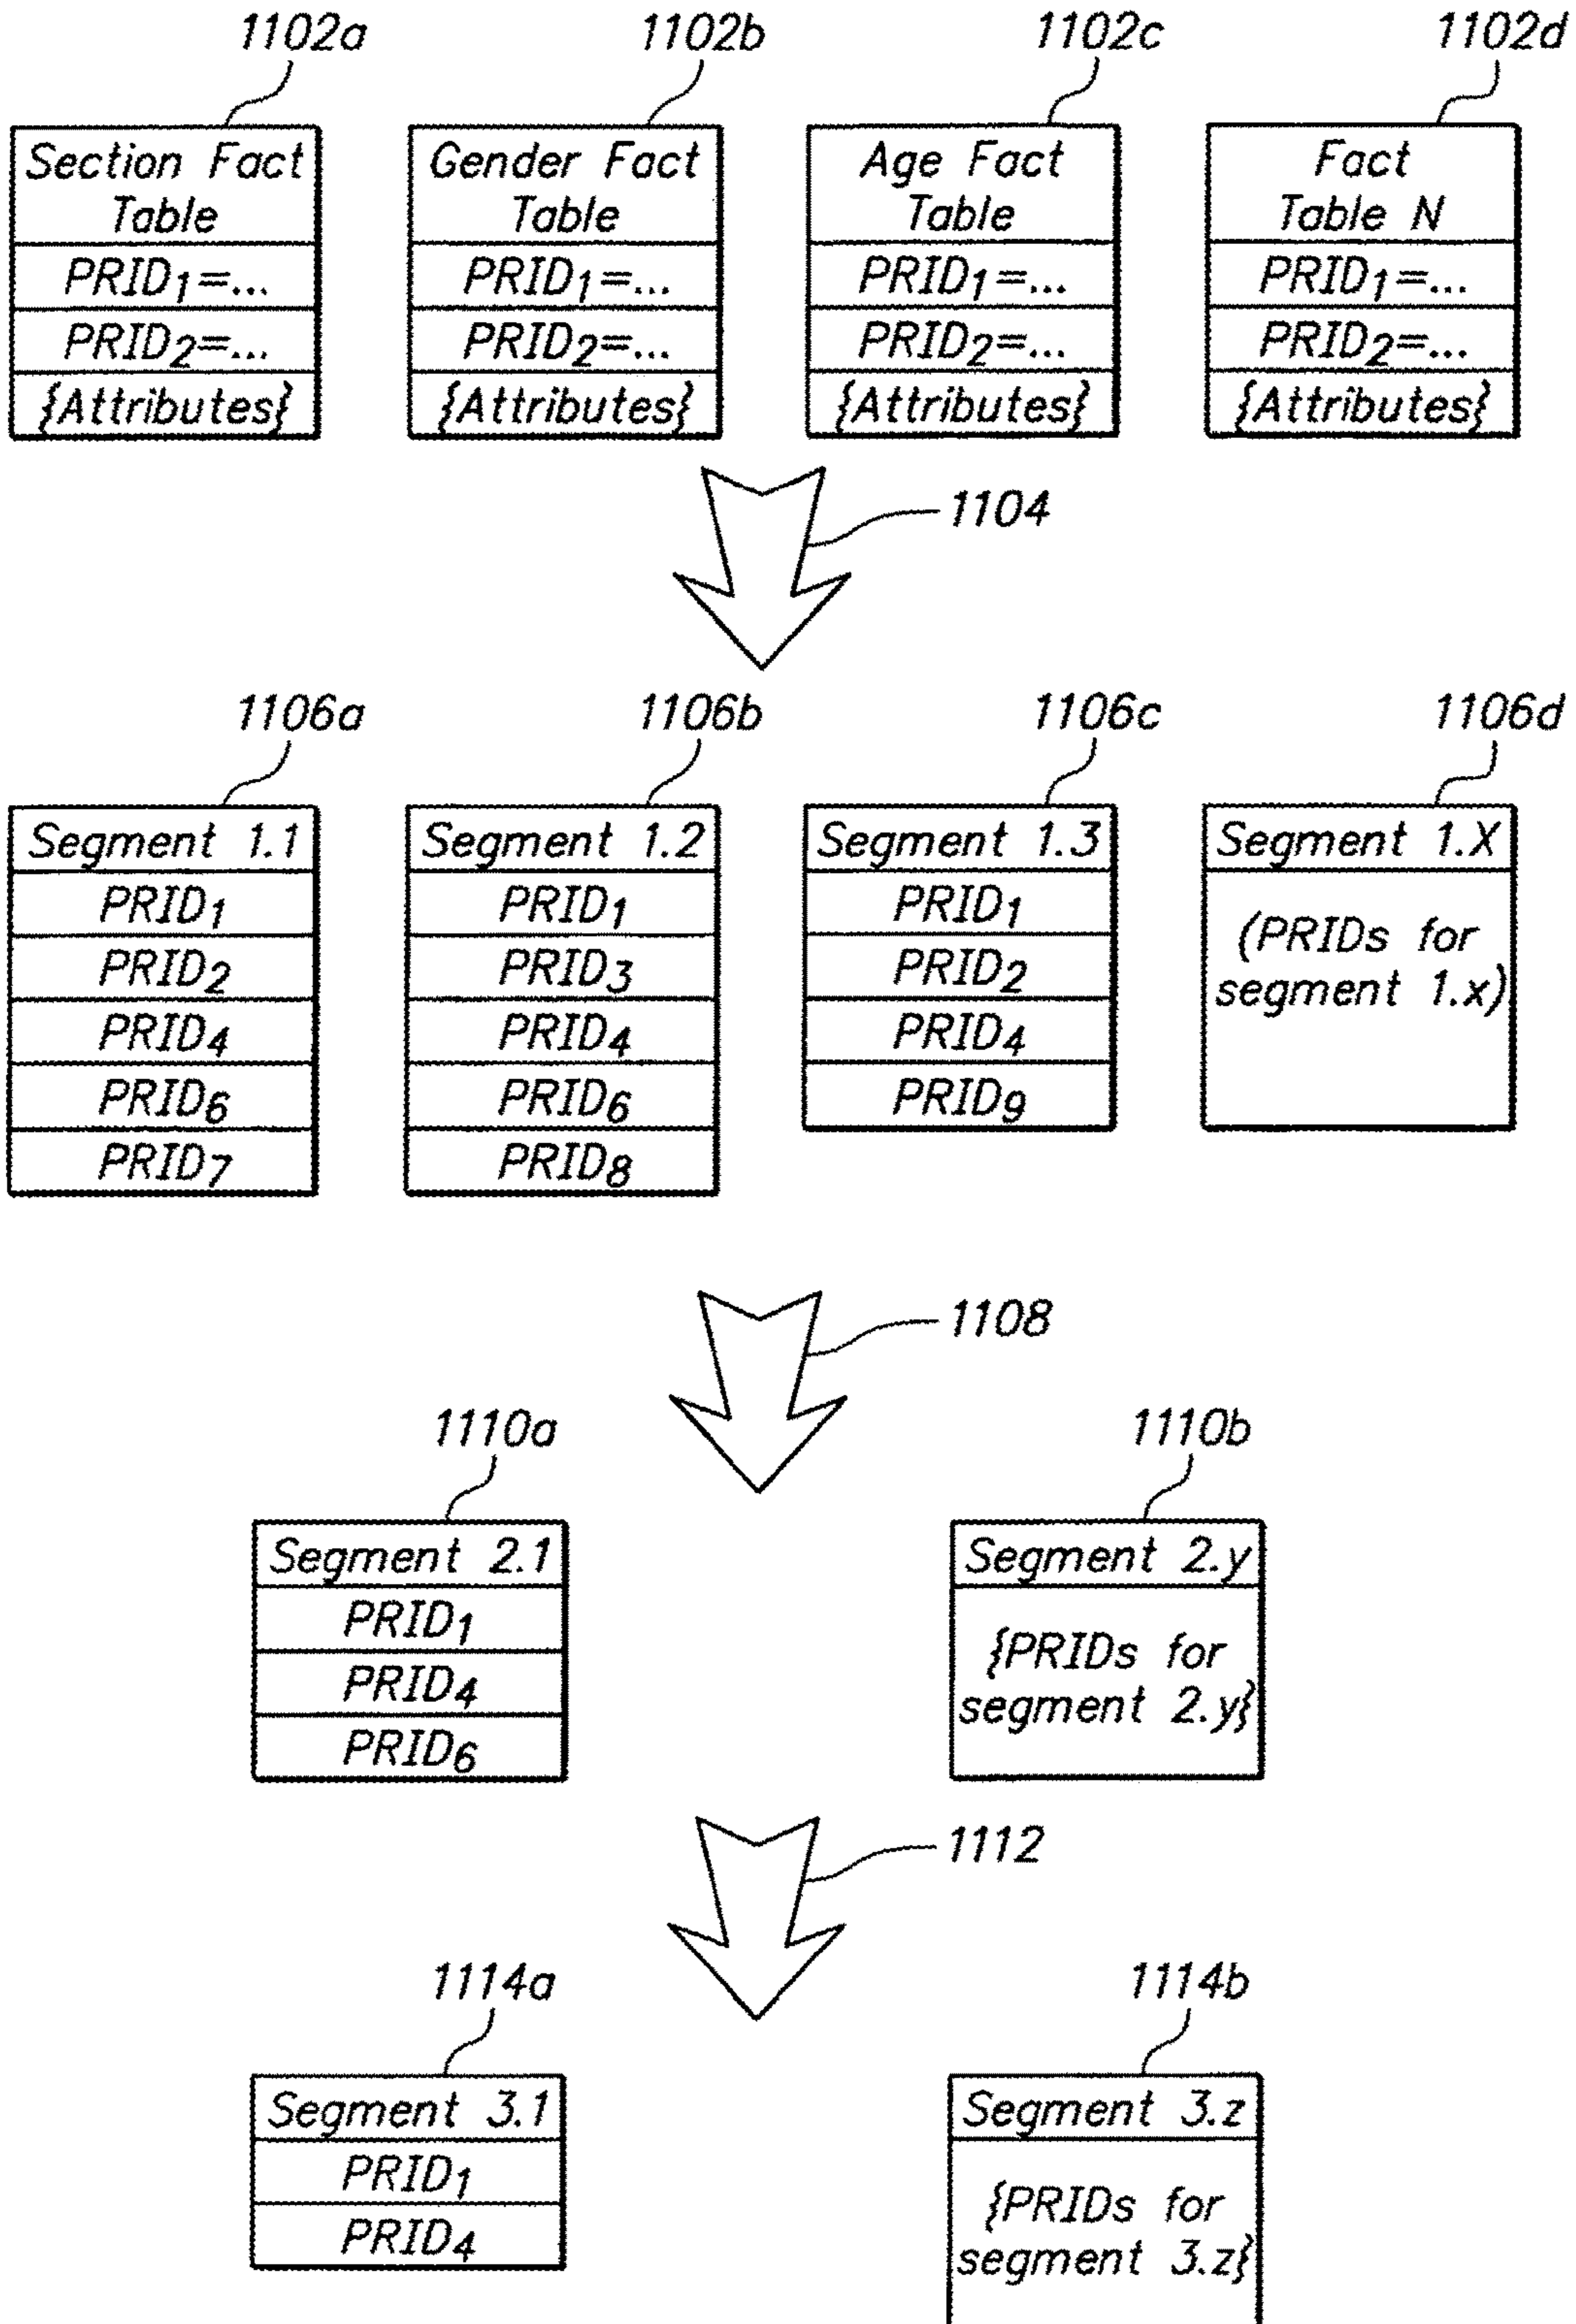 1102a
1102b
1102c
1102d
Section Fact
Table
PRID₁=...
PRID₂=...
{Attributes}
Gender Fact
Table
PRID₁=...
PRID₂=...
{Attributes}
Age Fact
Table
PRID₁=...
PRID₂=...
{Attributes}
Fact
Table N
PRID₁=...
PRID₂=...
{Attributes}
1104
1106a
1106b
1106c
1106d
Segment 1.1
PRID₁
PRID₂
PRID₄
PRID₆
PRID₇
Segment 1.2
PRID₁
PRID₃
PRID₄
PRID₆
PRID₈
Segment 1.3
PRID₁
PRID₂
PRID₄
PRID₉
Segment 1.X
(PRIDs for
segment 1.x)
1108
1110a
1110b
Segment 2.1
PRID₁
PRID₄
PRID₆
Segment 2.y
{PRIDs for
segment 2.y}
1112
1114a
1114b
Segment 3.1
PRID₁
PRID₄
Segment 3.z
{PRIDs for
segment 3.z}